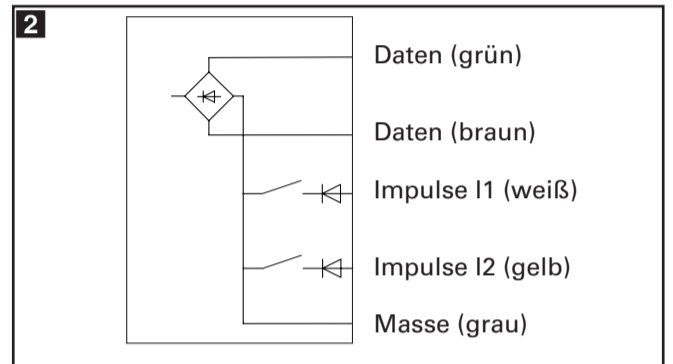 2
Daten (grün)
Daten (braun)
Impulse I1 (weiß)
Impulse I2 (gelb)
Masse (grau)